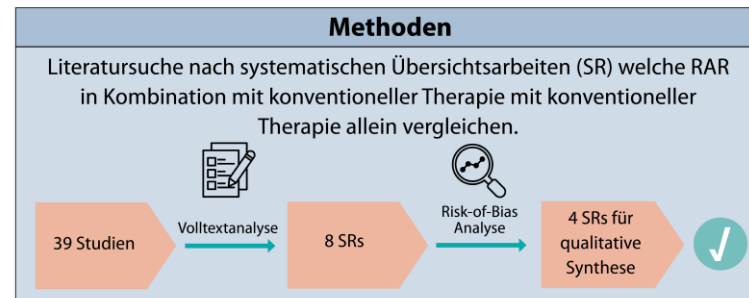 Methoden
Literatursuche nach systematischen Übersichtsarbeiten (SR) welche RAR
in Kombination mit konventioneller Therapie mit konventioneller
Therapie allein vergleichen.
39 Studien
Volltextanalyse
8 SRs
Risk-of-Bias
Analyse
4 SRs für
qualitative
Synthese